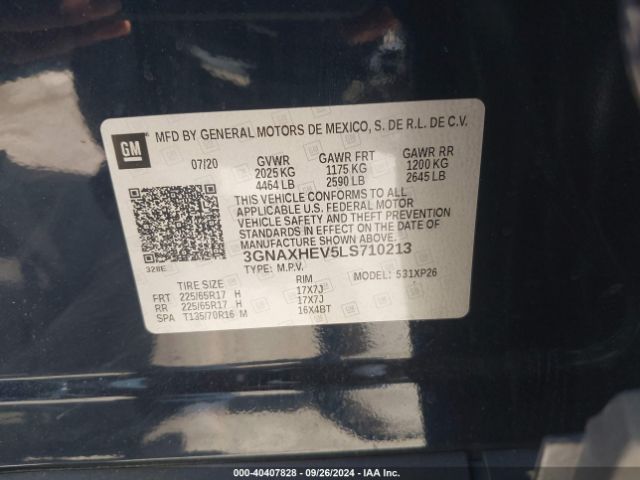 GM
MFD BY GENERAL MOTORS DE MEXICO, S. DE R.L. DE C.V.
07/20 GVWR GAWR FRT GAWR RR
2025 KG 1175 KG 1200 KG
4464 LB 2590 LB 2645 LB
THIS VEHICLE CONFORMS TO ALL
APPLICABLE U.S. FEDERAL MOTOR
VEHICLE SAFETY AND THEFT PREVENTION
STANDARDS IN EFFECT ON THE DATE OF
MANUFACTURE SHOWN ABOVE.
3GNAXHEV5LS710213
328E TYPE: M.P.V. MODEL: 531XP26
TIRE SIZE RIM
FRT 225/65R17 H 17X7J
RR 225/65R17 H 17X7J
SPA T135/70R16 M 16X4BT
000-40407828 - 09/26/2024 - IAA Inc.